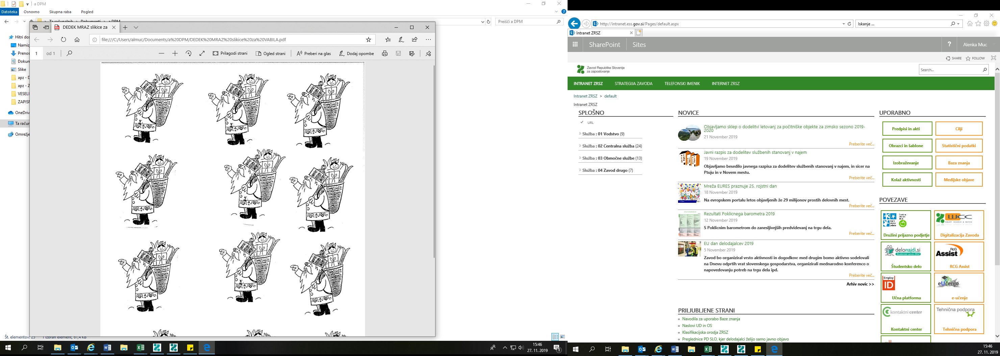 a DPM
Datoteka Osnovno Skupna raba Pogled
Ta računalnik Dokumenti a DPM
Preišči a DPM
DEDEK MRAZ slikice za
file:///C:/Users/almuc/Documents/a%20DPM/DEDEK%20MRAZ%20slikice%20za%20VABILA.pdf
1 od 1 Prilagodi strani Ogled strani Preberi na glas Dodaj opombe
Hitri dos
Namiz
Prenos
Dokum
Slike
apz - D
apz - Z
VESELI
ZAPISN
OneDriv
Ta račur
Omrežje
Št. elementov: 25 1 izbran element, 61,4 KB
15:46
27. 11. 2019
1
http://intranet.ess.gov.si/Pages/default.aspx
Iskanje ...
Intranet ZRSZ
SharePoint Sites
? Alenka Muc
SHARE FOLLOW
Zavod Republike Slovenije
za zaposlovanje
Search...
INTRANET ZRSZ STRATEGIJA ZAVODA TELEFONSKI IMENIK INTERNET ZRSZ
Intranet ZRSZ > default
Intranet ZRSZ
SPLOŠNO
URL
Služba : 01 Vodstvo (9)
Služba : 02 Centralna služba (24)
Služba : 03 Območne službe (13)
Služba : 04 Zavod drugo (7)
NOVICE
Objavljamo sklep o dodelitvi letovanj za počitniške objekte za zimsko sezono 2019-
2020
21 November 2019
Preberite več...
Javni razpis za dodelitev službenih stanovanj v najem
19 November 2019
Objavljamo besedilo javnega razpisa za dodelitev službenih stanovanj v najem, in sicer na
Ptuju in v Novem mestu.
Preberite več...
THANKS
Mreža EURES praznuje 25. rojstni dan
18 November 2019
Na evropskem portalu letos objavljenih že 29 milijonov prostih delovnih mest.
Preberite več...
Rezultati Poklicnega barometra 2019
12 November 2019
S Poklicnim barometrom do zanesljivejših predvidevanj na trgu dela.
Preberite več...
EU dan delodajalcev 2019
5 November 2019
Zavod bo organiziral vrsto aktivnosti in dogodkov: med drugim bomo aktivno sodelovali
na Dnevu odprtih vrat slovenskega gospodarstva, organizirali mednarodno konferenco o
napovedovanju potreb na trgu dela ipd.
Preberite več...
Arhiv novic >>
PRILJUBLJENE STRANI
Navodila za uporabo Baze znanja
Naslovi UD in OS
Klasifikacijska orodja ZRSZ
Preglednice PD SLO, kjer delodajalci želijo samo javno objavo
UPORABNO
Predpisi in akti Cilji
Obrazci in šablone Statistični podatki
Izobraževanje Baza znanja
Kolaž aktivnosti Medijske objave
POVEZAVE
Družini prijazno podjetje
WCC
SMART SEARCH & MATCH
Digitalizacija Zavoda
delonajdi.si
Študentski servis ZRSZ
Študentsko delo
RCG
Assist
RCG Assist
Employ
ID
Učna platforma
eUčenje
e-učenje
kontaktni center
Kontaktni center
Tehnična podpora
Tehnična podpora
15:46
27. 11. 2019